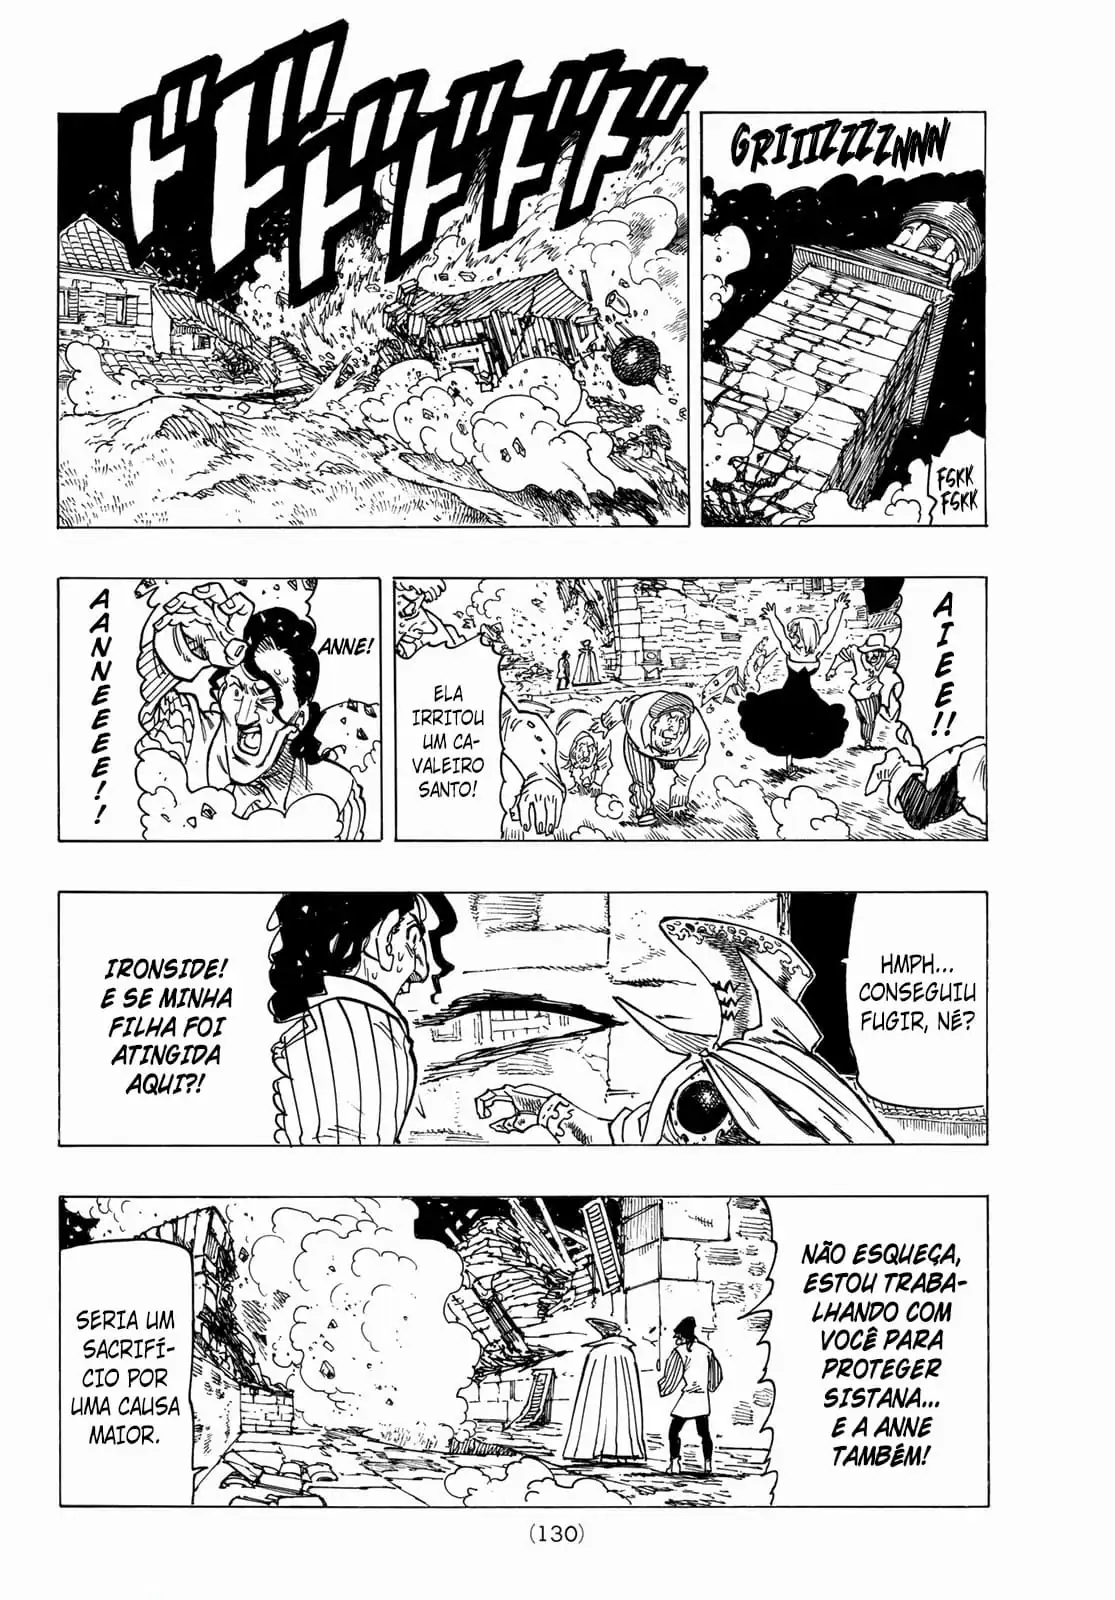 GRIIIZZZZNNN
FSKK
FSKK
ドドドドドド
AIEE!!
ELA
IRRITOU
UM CA-
VALEIRO
SANTO!
ANNE!
AANNEEEE!!
HMPH...
CONSEGUIU
FUGIR, NÉ?
IRONSIDE!
E SE MINHA
FILHA FOI
ATINGIDA
AQUI?!
NÃO ESQUEÇA,
ESTOU TRABA-
LHANDO COM
VOCÊ PARA
PROTEGER
SISTANA...
E A ANNE
TAMBÉM!
SERIA UM
SACRIFÍ-
CIO POR
UMA CAUSA
MAIOR.
(130)